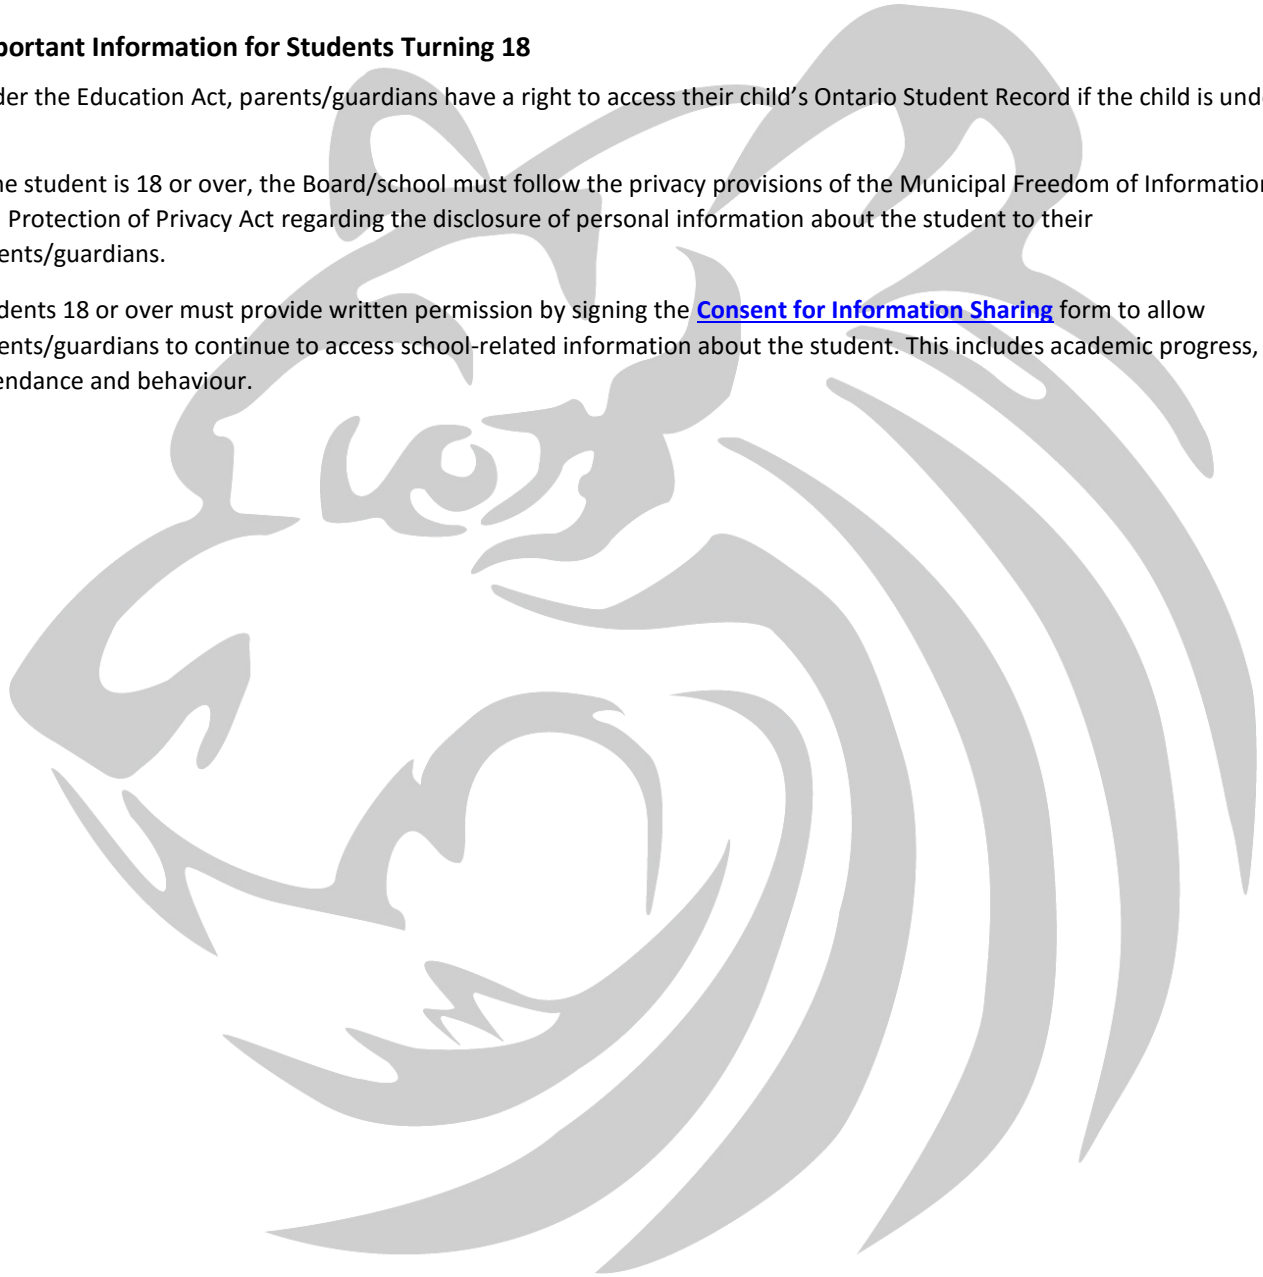 portant Information for Students Turning 18
der the Education Act, parents/guardians have a right to access their child's Ontario Student Record if the child is und
ne student is 18 or over, the Board/school must follow the privacy provisions of the Municipal Freedom of Information
Protection of Privacy Act regarding the disclosure of personal information about the student to their
ents/guardians.
dents 18 or over must provide written permission by signing the Consent for Information Sharing form to allow
ents/guardians to continue to access school-related information about the student. This includes academic progress,
endance and behaviour.